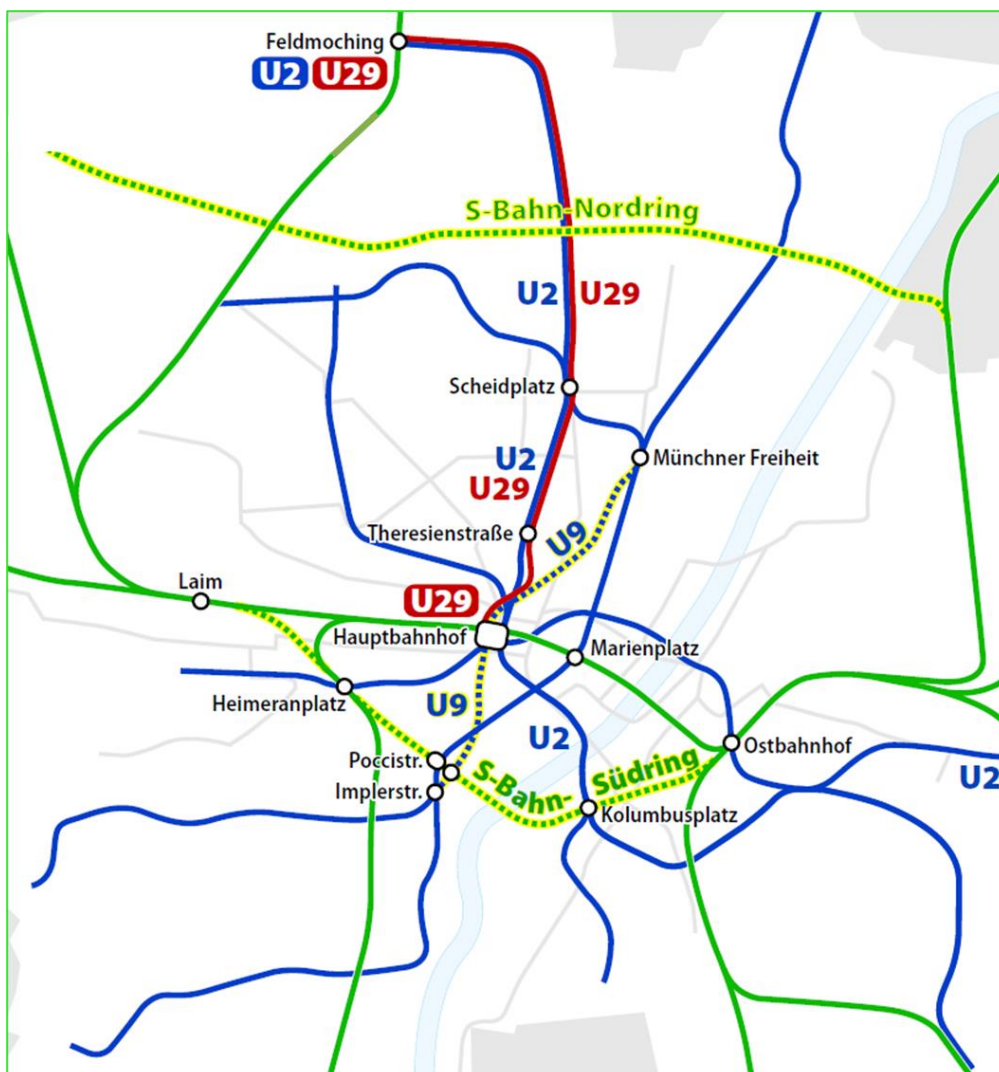 Feldmoching
U2 U29
S-Bahn-Nordring
U2 U29
Scheidplatz
U2
U29
Münchner Freiheit
Theresienstraße
U9
Laim
U29
Hauptbahnhof
Marienplatz
Heimeranplatz
U9
U2
Ostbahnhof
Poccistr.
S-Bahn- Südring
U2
Implerstr.
Kolumbusplatz